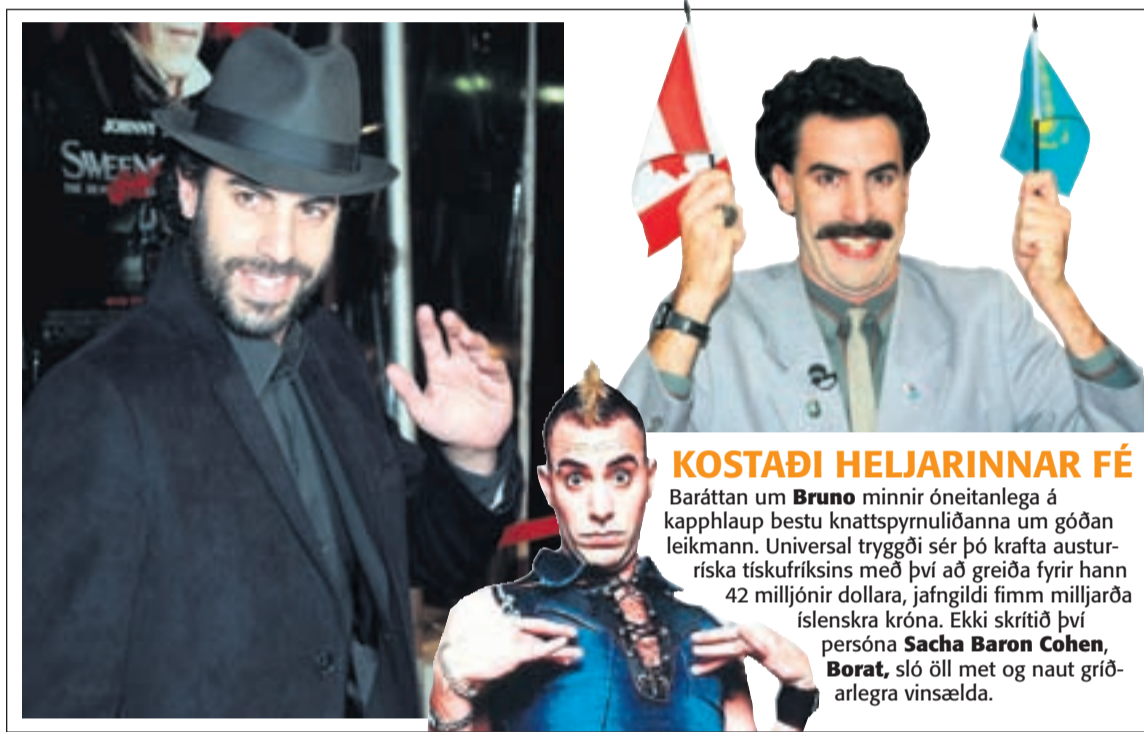 JOHNNY
SWEEN
KOSTAÐI HELJARINNAR FÉ
Baráttan um Bruno minnir óneitanlega á
kapphlaup bestu knattspyrnuliðanna um góðan
leikmann. Universal tryggði sér þó krafta austur-
ríska tískufríksins með því að greiða fyrir hann
42 milljónir dollara, jafngildi fimm milljarða
íslenskra króna. Ekki skrítið því
persóna Sacha Baron Cohen,
Borat, sló öll met og naut gríð-
arlegra vinsælda.